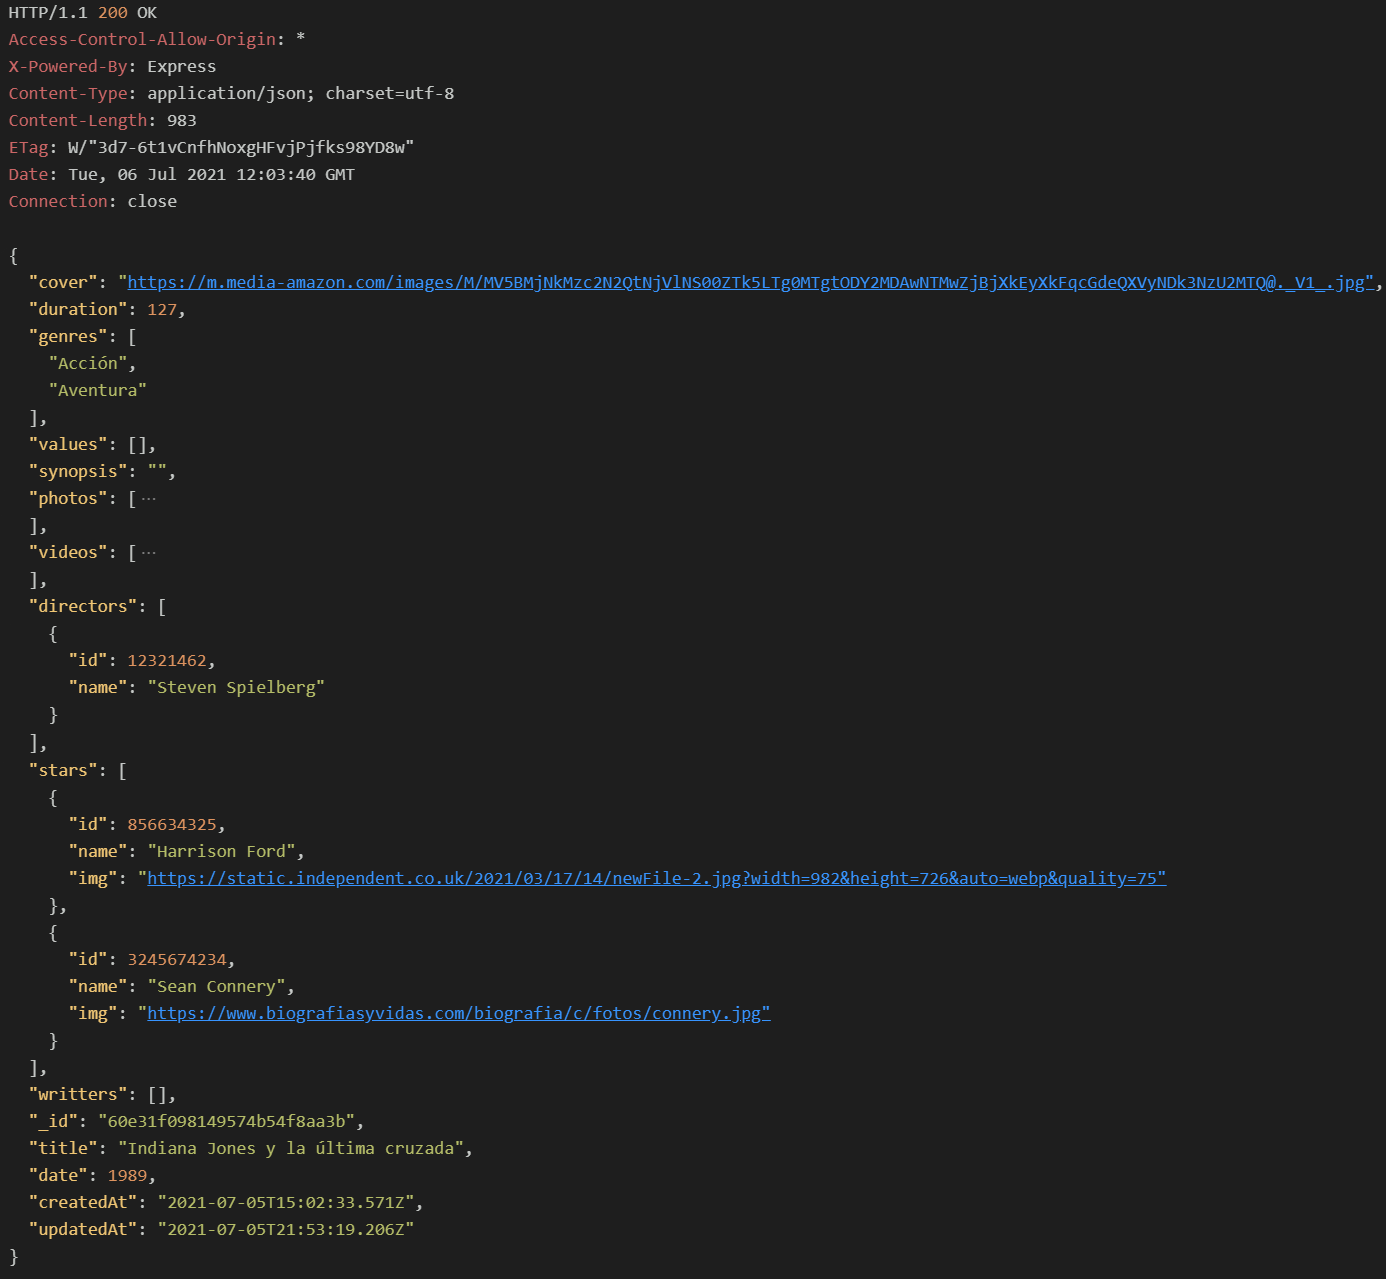 HTTP/1.1 200 OK
Access-Control-Allow-Origin: *
X-Powered-By: Express
Content-Type: application/json; charset=utf-8
Content-Length: 983
ETag: W/"3d7-6t1vCnfhNoxgHFvjPjfks98YD8w"
Date: Tue, 06 Jul 2021 12:03:40 GMT
Connection: close

{
  "cover": "https://m.media-amazon.com/images/M/MV5BMjNkMzc2N2QtNjVlNS00ZTk5LTg0MTgtODY2MDAwNTMwZjBjXkEyXkFqcGdeQXVyNDk3NzU2MTQ@._V1_.jpg",
  "duration": 127,
  "genres": [
    "Acción",
    "Aventura"
  ],
  "values": [],
  "synopsis": "",
  "photos": [ ···
  ],
  "videos": [ ···
  ],
  "directors": [
    {
      "id": 12321462,
      "name": "Steven Spielberg"
    }
  ],
  "stars": [
    {
      "id": 856634325,
      "name": "Harrison Ford",
      "img": "https://static.independent.co.uk/2021/03/17/14/newFile-2.jpg?width=982&height=726&auto=webp&quality=75"
    },
    {
      "id": 3245674234,
      "name": "Sean Connery",
      "img": "https://www.biografiasyvidas.com/biografia/c/fotos/connery.jpg"
    }
  ],
  "writters": [],
  "_id": "60e31f098149574b54f8aa3b",
  "title": "Indiana Jones y la última cruzada",
  "date": 1989,
  "createdAt": "2021-07-05T15:02:33.571Z",
  "updatedAt": "2021-07-05T21:53:19.206Z"
}